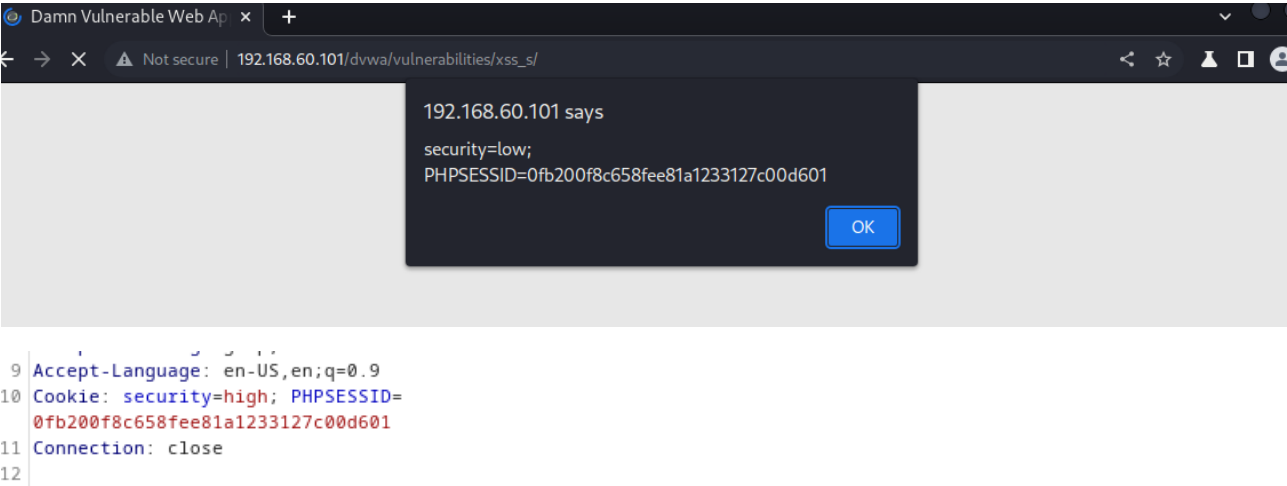 Damn Vulnerable Web Ap
Not secure | 192.168.60.101/dvwa/vulnerabilities/xss_s/
192.168.60.101 says
security=low;
PHPSESSID=0fb200f8c658fee81a1233127c00d601
OK
9 Accept-Language: en-US,en;q=0.9
10 Cookie: security=high; PHPSESSID=
0fb200f8c658fee81a1233127c00d601
11 Connection: close
12